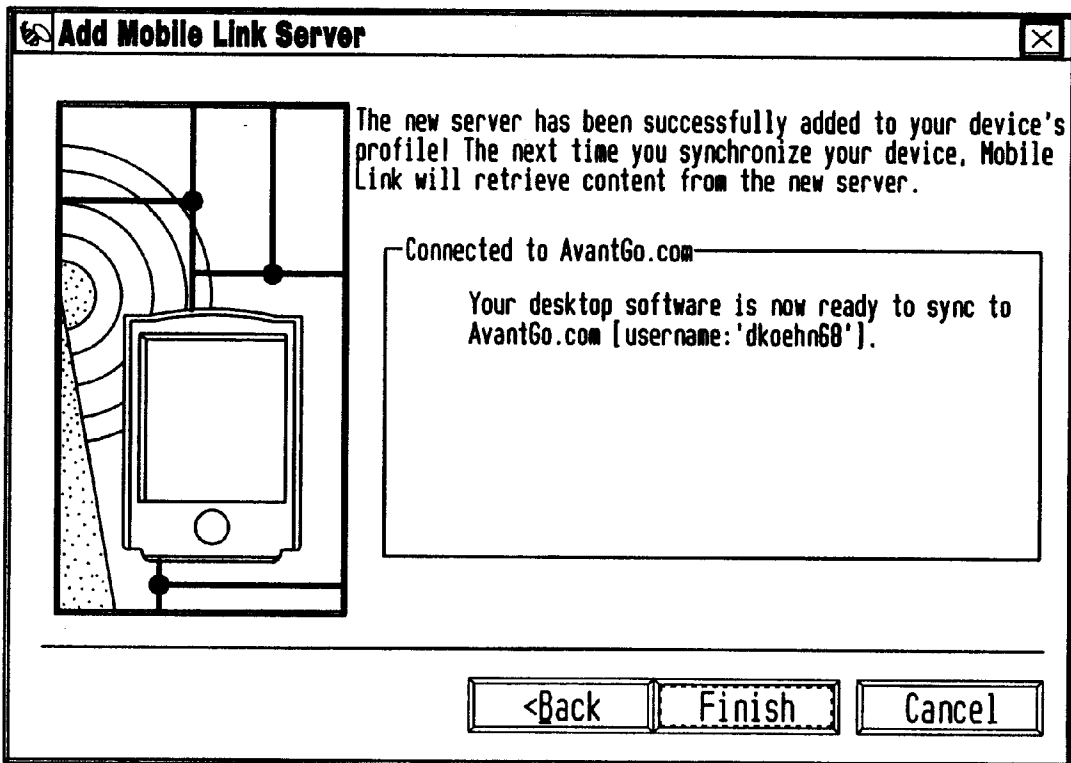 Add Mobile Link Server
The new server has been successfully added to your device's
profile! The next time you synchronize your device, Mobile
Link will retrieve content from the new server.
Connected to AvantGo.com
Your desktop software is now ready to sync to
AvantGo.com [username:'dkoehn68'].
<Back
Finish
Cancel